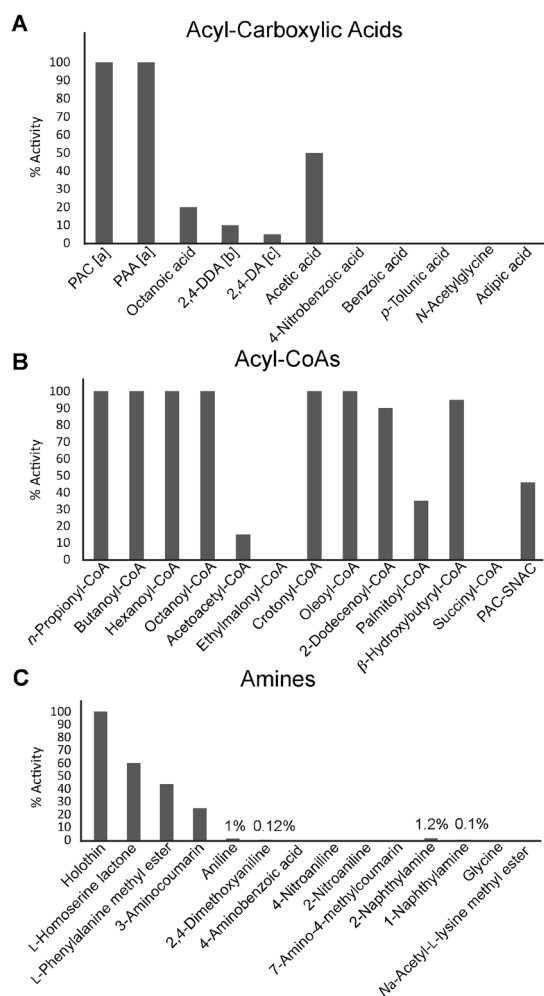 A
Acyl-Carboxylic Acids
% Activity
100
90
80
70
60
50
40
30
20
10
0
PAC [a]
PAA [a]
Octanoic acid
2,4-DDA [b]
2,4-DA [c]
Acetic acid
4-Nitrobenzoic acid
Benzoic acid
p-Tolunic acid
N-Acetylglycine
Adipic acid
B
Acyl-CoAs
% Activity
100
90
80
70
60
50
40
30
20
10
0
n-Propionyl-CoA
Butanoyl-CoA
Hexanoyl-CoA
Octanoyl-CoA
Acetoacetyl-CoA
Ethylmalonyl-CoA
Crotonyl-CoA
Oleoyl-CoA
2-Dodecenoyl-CoA
Palmitoyl-CoA
β-Hydroxybutyryl-CoA
Succinyl-CoA
PAC-SNAC
C
Amines
% Activity
100
90
80
70
60
50
40
30
20
10
0
1% 0.12% 1.2% 0.1%
Holothin
L-Homoserine lactone
L-Phenylalanine methyl ester
3-Aminocoumarin
Aniline
2,4-Dimethoxyaniline
4-Aminobenzoic acid
4-Nitroaniline
2-Nitroaniline
7-Amino-4-methylcoumarin
2-Naphthylamine
1-Naphthylamine
Glycine
Na-Acetyl-L-lysine methyl ester